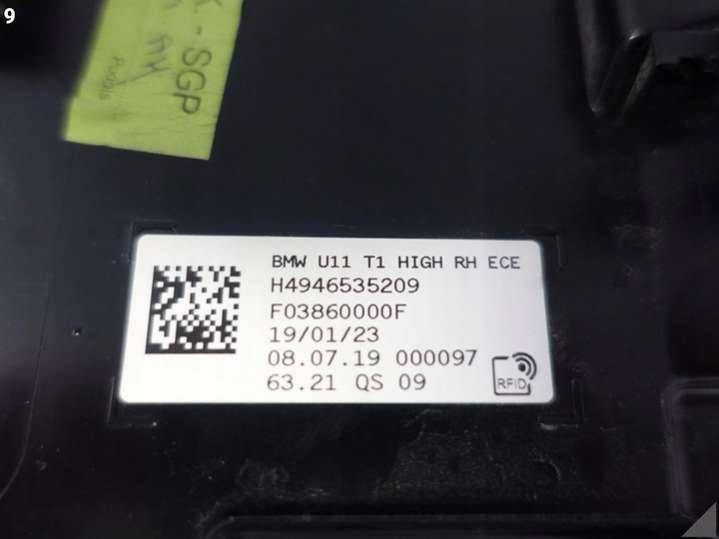 9
- SGP
BMW U11 T1 HIGH RH ECE
H4946535209
F03860000F
19/01/23
08.07.19 000097
63.21 QS 09
RFID